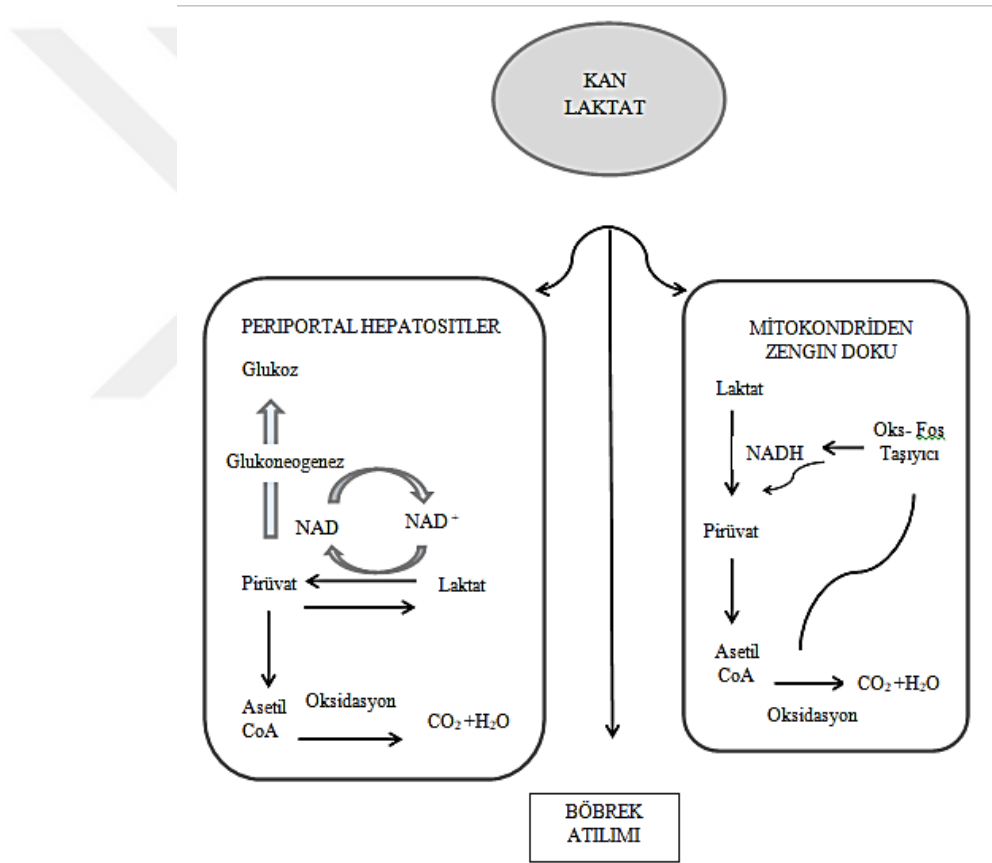 KAN
LAKTAT
PERIPORTAL HEPATOSITLER
Glukoz
Glukoneogenez
NAD
NAD +
Pirüvat
Laktat
Asetil
CoA
Oksidasyon
CO₂ +H₂O
MİTOKONDRİDEN
ZENGIN DOKU
Laktat
NADH
Oks- Fos
Taşıyıcı
Pirüvat
Asetil
CoA
CO₂ +H₂O
Oksidasyon
BÖBREK
ATILIMI